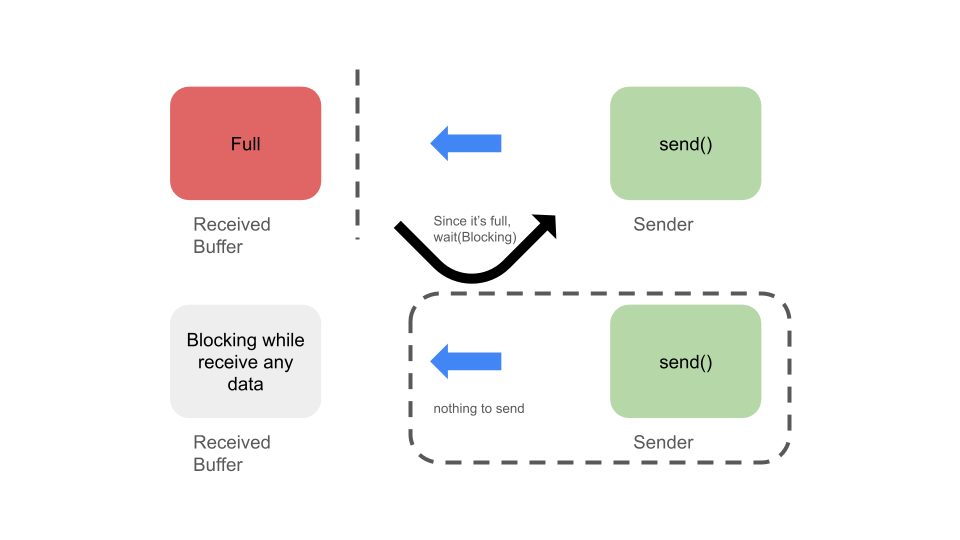 Full
send()
Received
Buffer
Since it's full,
wait(Blocking)
Sender
Blocking while
receive any
data
send()
nothing to send
Received
Buffer
Sender